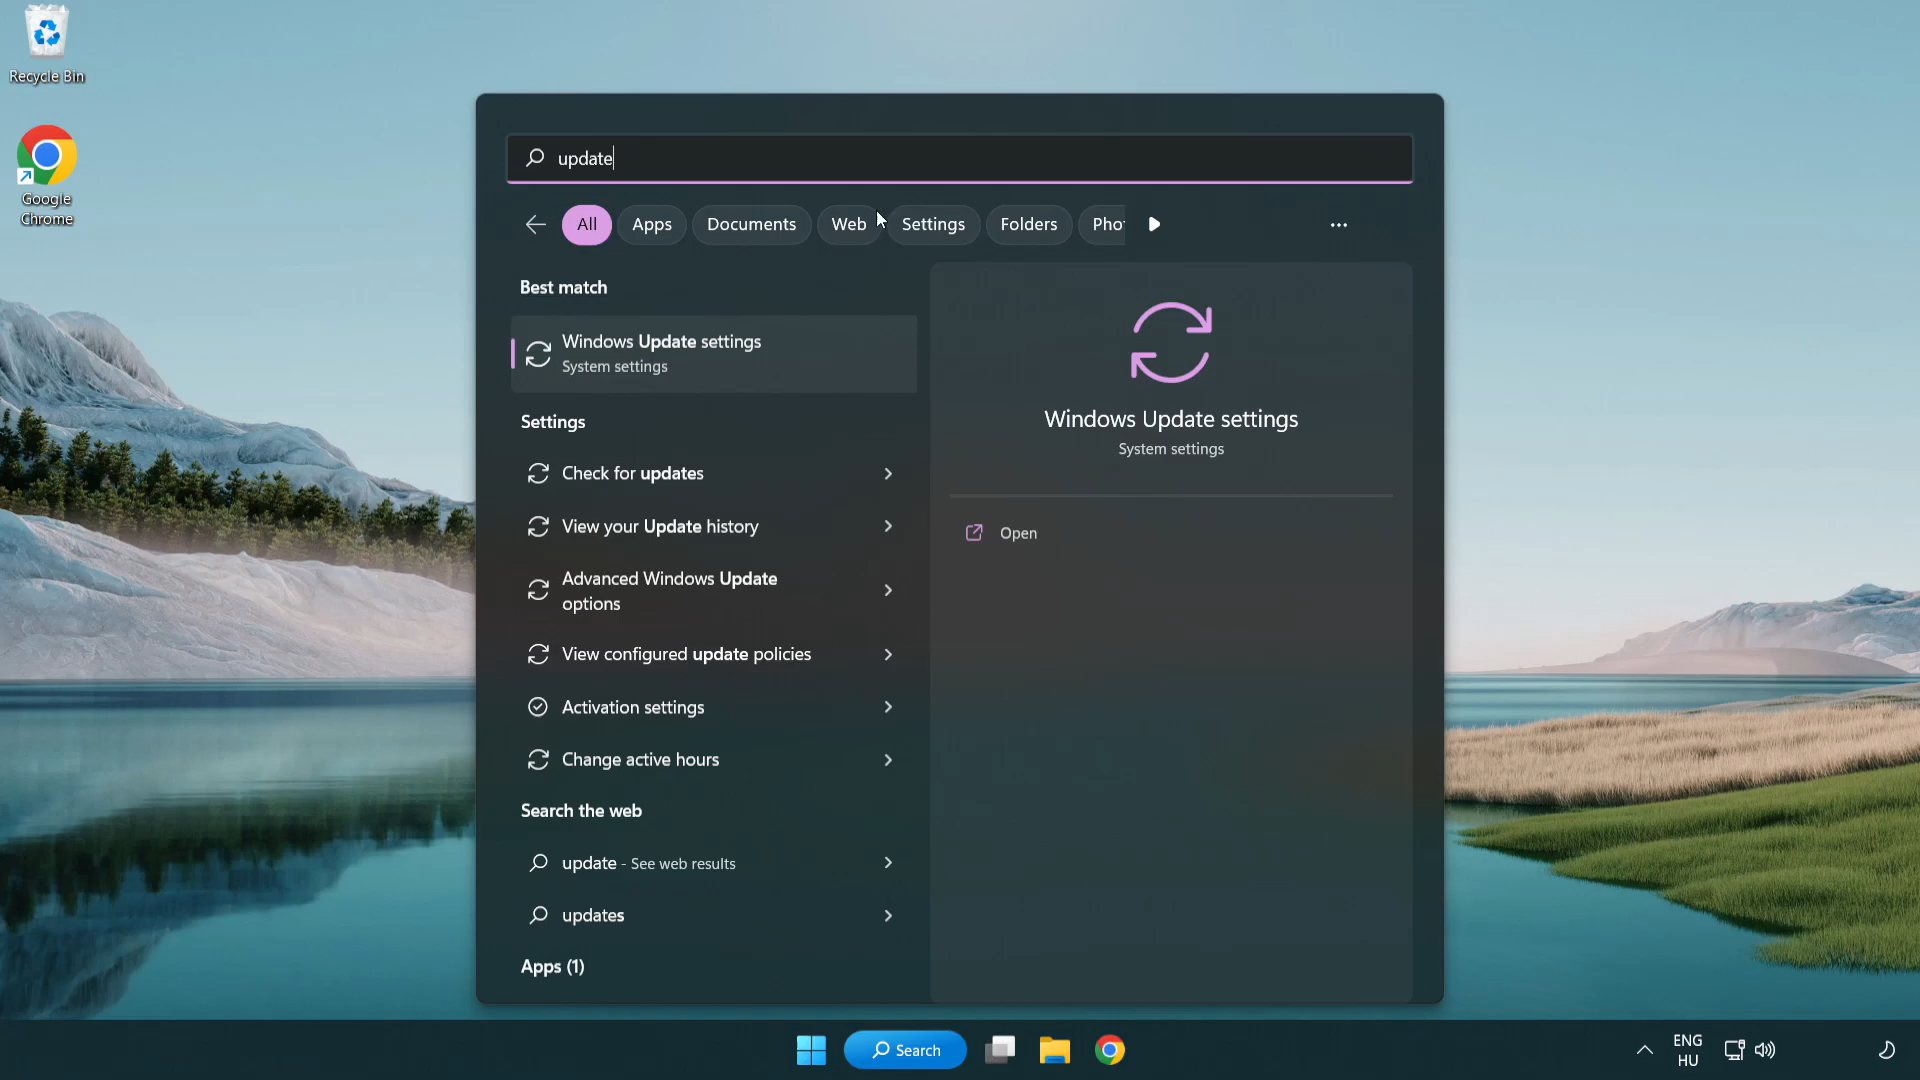 Recycle Bin
Google
Chrome
update
All
Apps
Documents
Web
Settings
Folders
Pho
Best match
Windows Update settings
System settings
Settings
Check for updates
View your Update history
Advanced Windows Update
options
View configured update policies
Activation settings
Change active hours
Search the web
update - See web results
updates
Apps (1)
Windows Update settings
System settings
Open
Search
ENG
HU